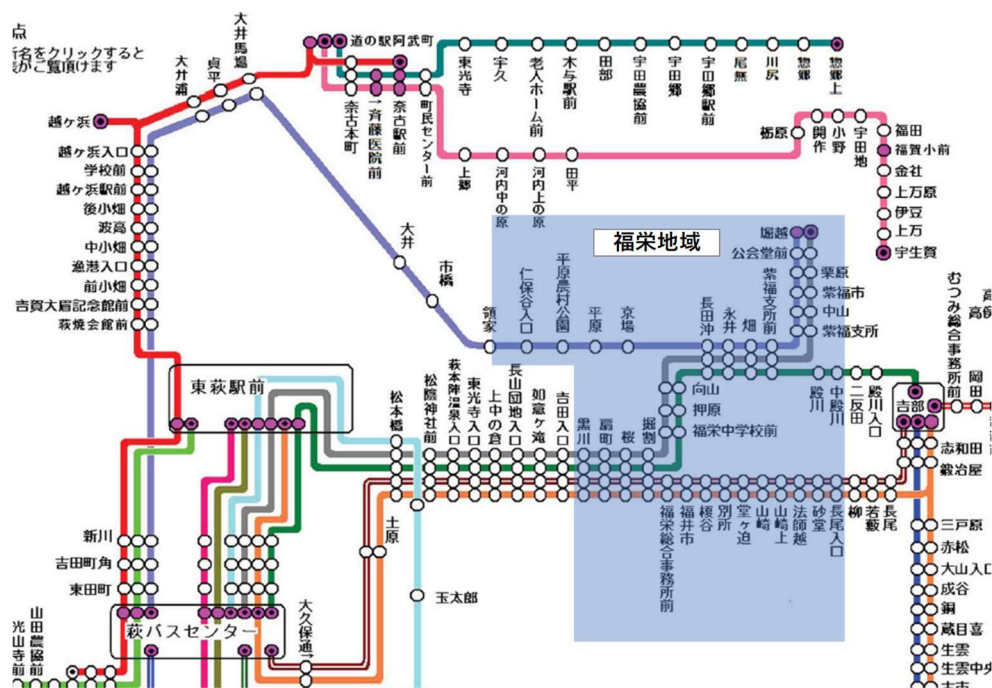 点
所名をクリックすると
がご覧頂けます
越ヶ浜
大井浦
貞平
大井馬場
道の駅阿武町
奈古本町
→斉藤医院前
奈古駅前
町民センター前
東光寺
宇久
老人ホーム前
木与駅前
田部
宇田農協前
宇田郷
宇田郷駅前
尾無
川尻
惣郷
惣郷上
上郷
河内中の原
河内上の原
田平
栃原
開作
小野
宇田地
福田
福賀小前
金社
上万原
伊豆
上万
宇生賀
越ヶ浜入口
学校前
越ヶ浜駅前
後小畑
波高
中小畑
漁港入口
前小畑
吉賀大眉記念館前
萩焼会館前
大井
市橋
領家
福栄地域
仁保谷入口
平原農村公園
平原
京場
長田沖
永井
畑
紫福支所前
堀越
公会堂前
栗原
紫福市
中山
紫福支所
東萩駅前
松本橋
松陰神社前
萩本陣温泉入口
東光寺入口
上中の倉
長山団地入口
如意ヶ滝
吉田入口
黒川
扇町
桜
堀割
向山
押原
福栄中学校前
殿川
中殿川
二反田
殿川入口
吉部
むつみ総合事務所前
岡田
志和田
鍛冶屋
土原
福栄総合事務所前
福井市
榎谷
別所
堂ヶ迫
山崎
山崎上
法師越
砂堂
長尾入口
柳
若藪
長尾
三戸原
赤松
大山入口
成谷
鋼
蔵目喜
生雲
生雲中央
新川
吉田町角
東田町
萩バスセンター
玉太郎
大久保通→
山田農協前
光山寺前